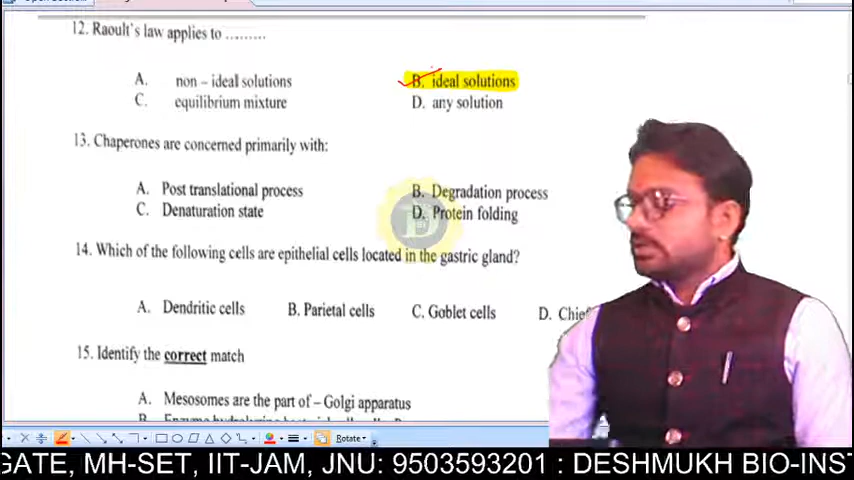 12. Raoult's law applies to .........
A. non – ideal solutions
B. ideal solutions
C. equilibrium mixture
D. any solution
13. Chaperones are concerned primarily with:
A. Post translational process
B. Degradation process
C. Denaturation state
D. Protein folding
14. Which of the following cells are epithelial cells located in the gastric gland?
A. Dendritic cells
B. Parietal cells
C. Goblet cells
D. Chie
15. Identify the correct match
A. Mesosomes are the part of – Golgi apparatus
Rotate
GATE, MH-SET, IIT-JAM, JNU: 9503593201 : DESHMUKH BIO-INST